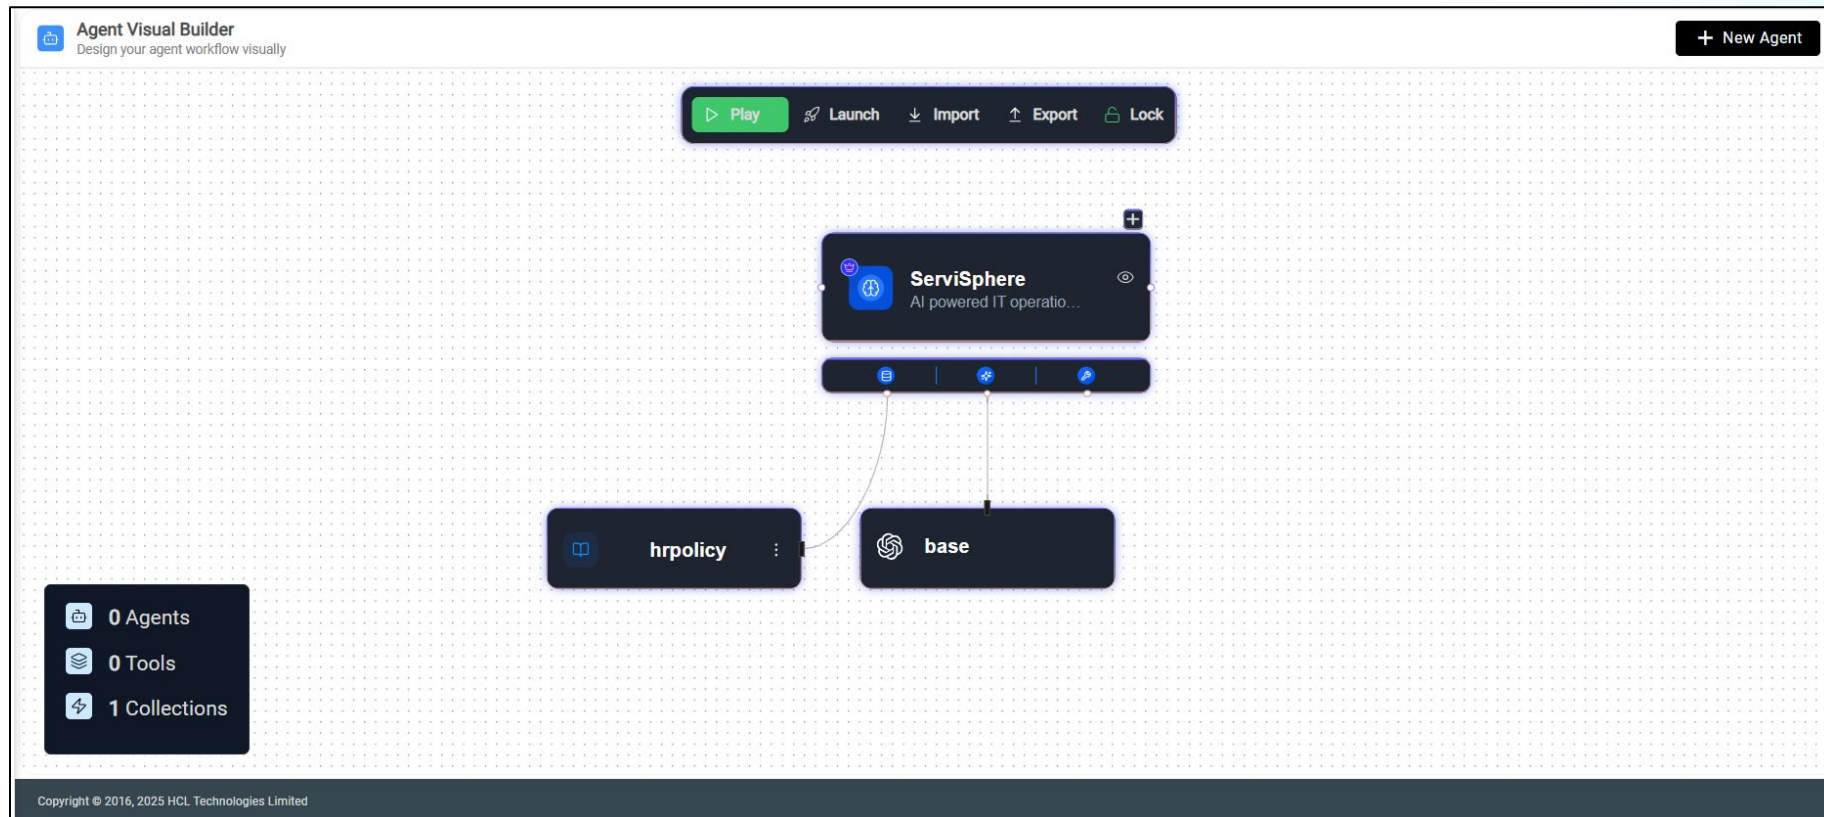 Agent Visual Builder
Design your agent workflow visually
New Agent
Play Launch Import Export Lock
ServiSphere
AI powered IT operatio...
hrpolicy
base
0 Agents
0 Tools
1 Collections
Copyright © 2016, 2025 HCL Technologies Limited